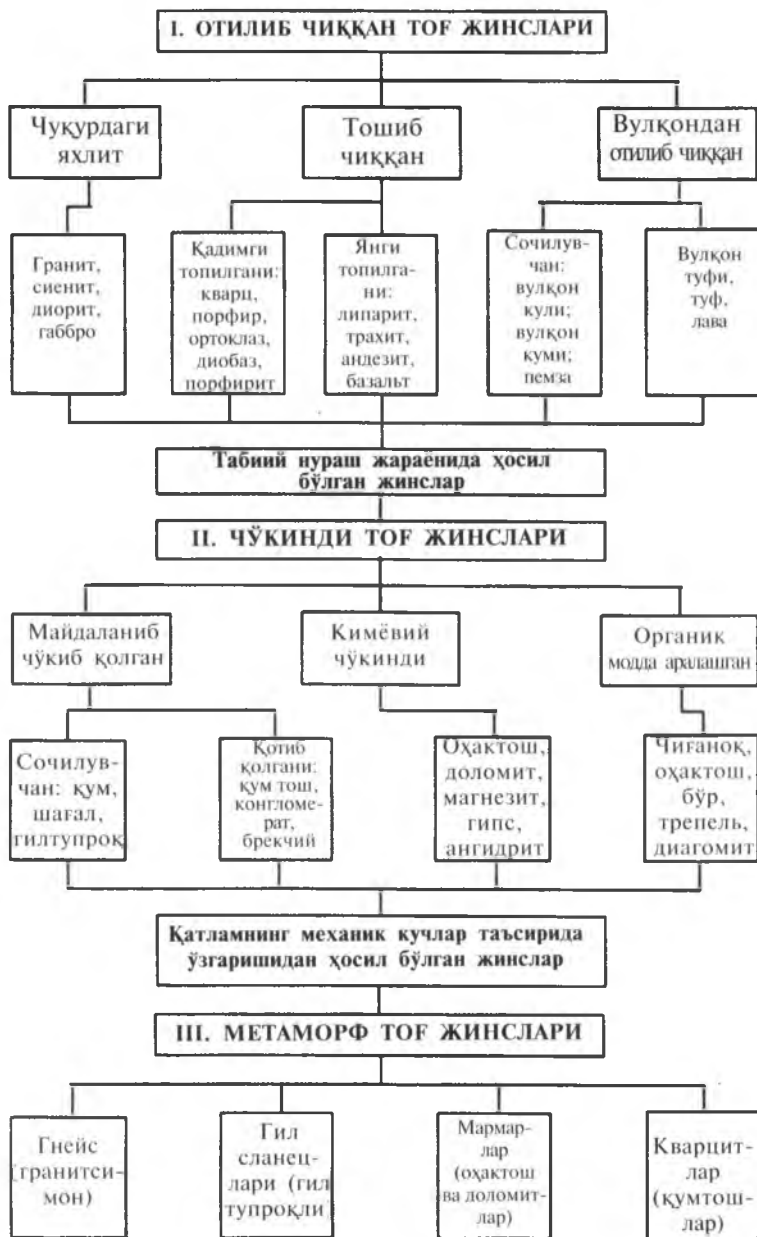 I. ОТИЛИБ ЧИҚҚАН ТОҒ ЖИНСЛАРИ
Чуқурдаги
яхлит
Тошиб
чиққан
Вулқондан
отилиб чиққан
Гранит,
сиенит,
диорит,
габбро
Қадимги
топилгани:
кварц,
порфир,
ортоклаз,
диобаз,
порфирит
Янги
топилга-
ни:
липарит,
трахит,
андезит,
базальт
Сочилув-
чан:
вулқон
кули;
вулқон
куми;
пемза
Вулқон
туфи,
туф,
лава
Табиий нураш жараёнида ҳосил
бўлган жинслар
II. ЧЎКИНДИ ТОҒ ЖИНСЛАРИ
Майдаланиб
чўкиб қолган
Кимёвий
чўкинди
Органик
модда аралашган
Сочилув-
чан: қум,
шағал,
гилтупроқ
Қотиб
қолгани:
қум тош,
конгломе-
рат,
брекчий
Оҳактош,
доломит,
магнезит,
гипс,
ангидрит
Чиғаноқ,
оҳактош,
бўр,
трепель,
диагомит
Қатламнинг механик кучлар таъсирида
ўзгаришидан ҳосил бўлган жинслар
III. МЕТАМОРФ ТОҒ ЖИНСЛАРИ
Гнейс
(гранитси-
мон)
Гил
сланец-
лари (гил
тупроқли
Мармар-
лар
(оҳактош
ва доломит-
лар)
Кварцит-
лар
(қумтош-
лар)